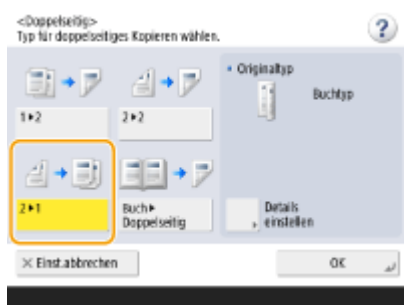 <Doppelseitig>
Typ für doppelseitiges Kopieren wählen.
?
• Originaltyp
Buchtyp
1▸2
2▸2
2▸1
Buch▸
Doppelseitig
Details
einstellen
× Einst.abbrechen
OK